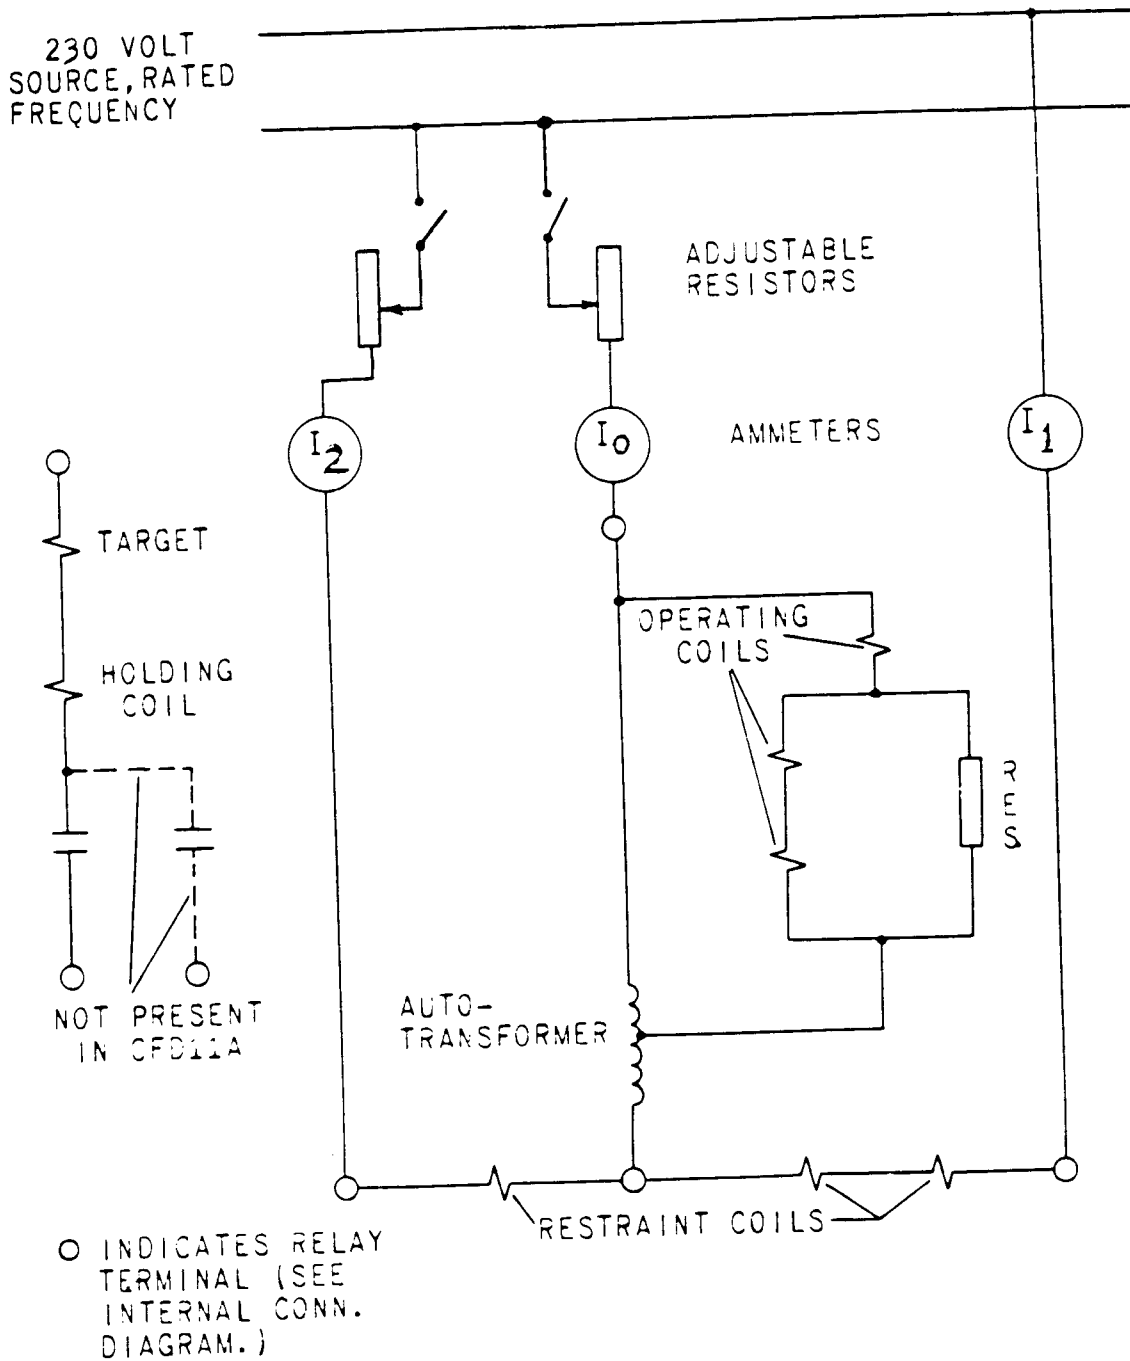 230 VOLT
SOURCE, RATED
FREQUENCY
ADJUSTABLE
RESISTORS
I2
I0
AMMETERS
I1
TARGET
OPERATING
COILS
HOLDING
COIL
RES
NOT PRESENT
IN CFD11A
AUTO-
TRANSFORMER
RESTRAINT COILS
O INDICATES RELAY
TERMINAL (SEE
INTERNAL CONN.
DIAGRAM.)